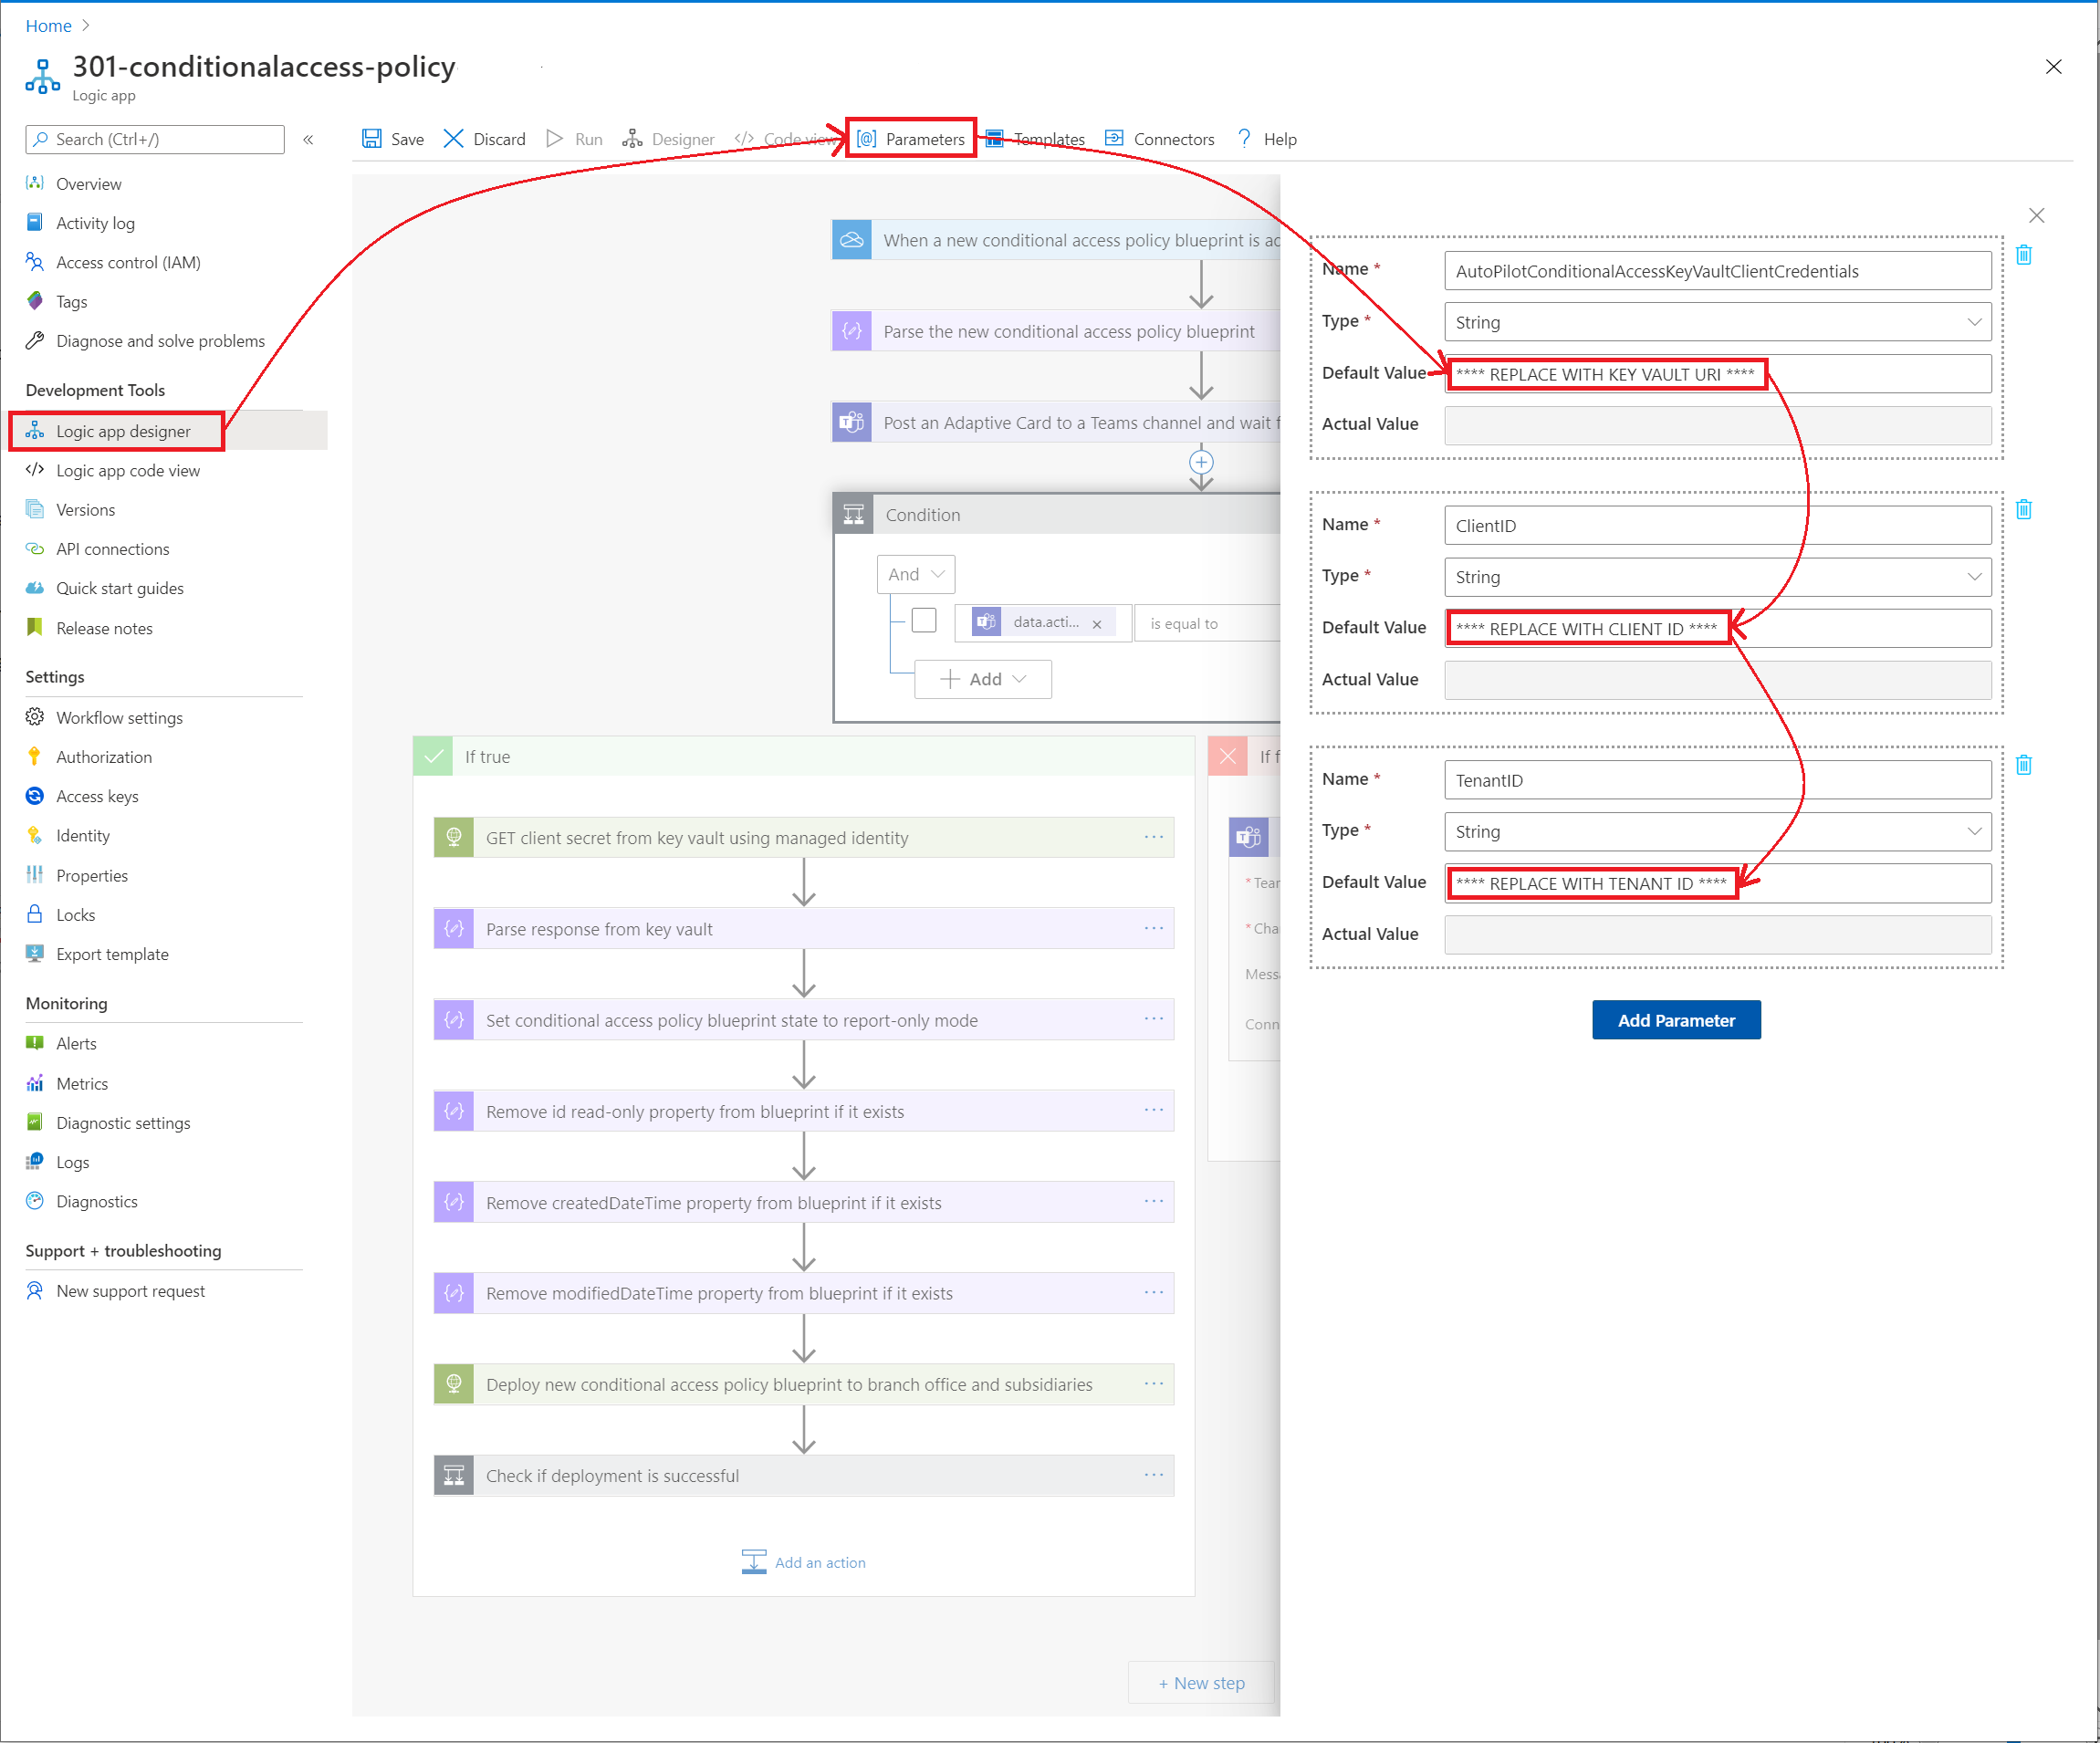 Home
301-conditionalaccess-policy
Logic app
Search (Ctrl+/)
Overview
Activity log
Access control (IAM)
Tags
Diagnose and solve problems
Development Tools
Logic app designer
Logic app code view
Versions
API connections
Quick start guides
Release notes
Settings
Workflow settings
Authorization
Access keys
Identity
Properties
Locks
Export template
Monitoring
Alerts
Metrics
Diagnostic settings
Logs
Diagnostics
Support + troubleshooting
New support request
Save Discard Run Designer Code view Parameters Templates Connectors ? Help
When a new conditional access policy blueprint is ad
Parse the new conditional access policy blueprint
Post an Adaptive Card to a Teams channel and wait f
Condition
And
data.acti... × is equal to
Add
If true
GET client secret from key vault using managed identity
Parse response from key vault
Set conditional access policy blueprint state to report-only mode
Remove id read-only property from blueprint if it exists
Remove createdDateTime property from blueprint if it exists
Remove modifiedDateTime property from blueprint if it exists
Deploy new conditional access policy blueprint to branch office and subsidiaries
Check if deployment is successful
Add an action
If f
* Tear
* Cha
Mess
Conn
+ New step
Name * AutoPilotConditionalAccessKeyVaultClientCredentials
Type * String
Default Value **** REPLACE WITH KEY VAULT URI ****
Actual Value
Name * ClientID
Type * String
Default Value **** REPLACE WITH CLIENT ID ****
Actual Value
Name * TenantID
Type * String
Default Value **** REPLACE WITH TENANT ID ****
Actual Value
Add Parameter